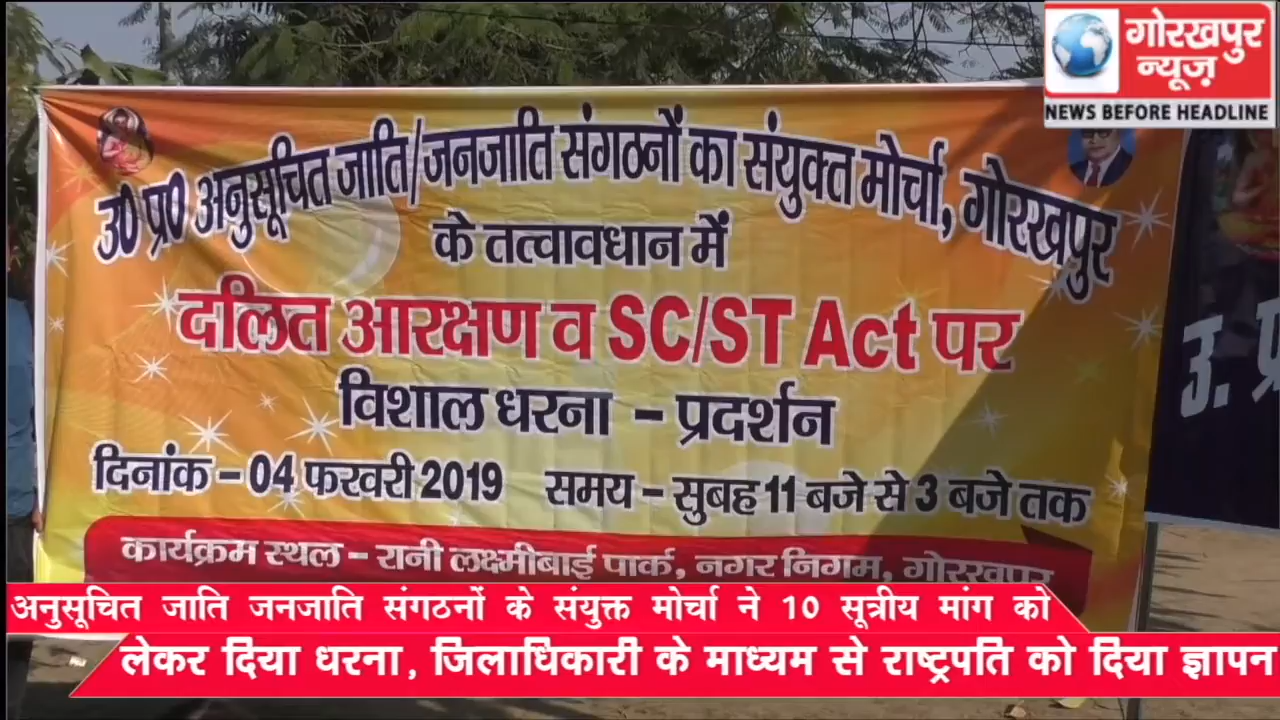 गोरखपुर
न्यूज़
NEWS BEFORE HEADLINE
उ0 प्र0 अनुसूचित जाति/जनजाति संगठनों का संयुक्त मोर्चा, गोरखपुर
के तत्वावधान में
दलित आरक्षण व SC/ST Act पर
विशाल धरना - प्रदर्शन
दिनांक - 04 फरवरी 2019 समय - सुबह 11 बजे से 3 बजे तक
कार्यक्रम स्थल - रानी लक्ष्मीबाई पार्क, नगर निगम, गोरखपुर
उ. प्र
अनुसूचित जाति जनजाति संगठनों के संयुक्त मोर्चा ने 10 सूत्रीय मांग को
लेकर दिया धरना, जिलाधिकारी के माध्यम से राष्ट्रपति को दिया ज्ञापन